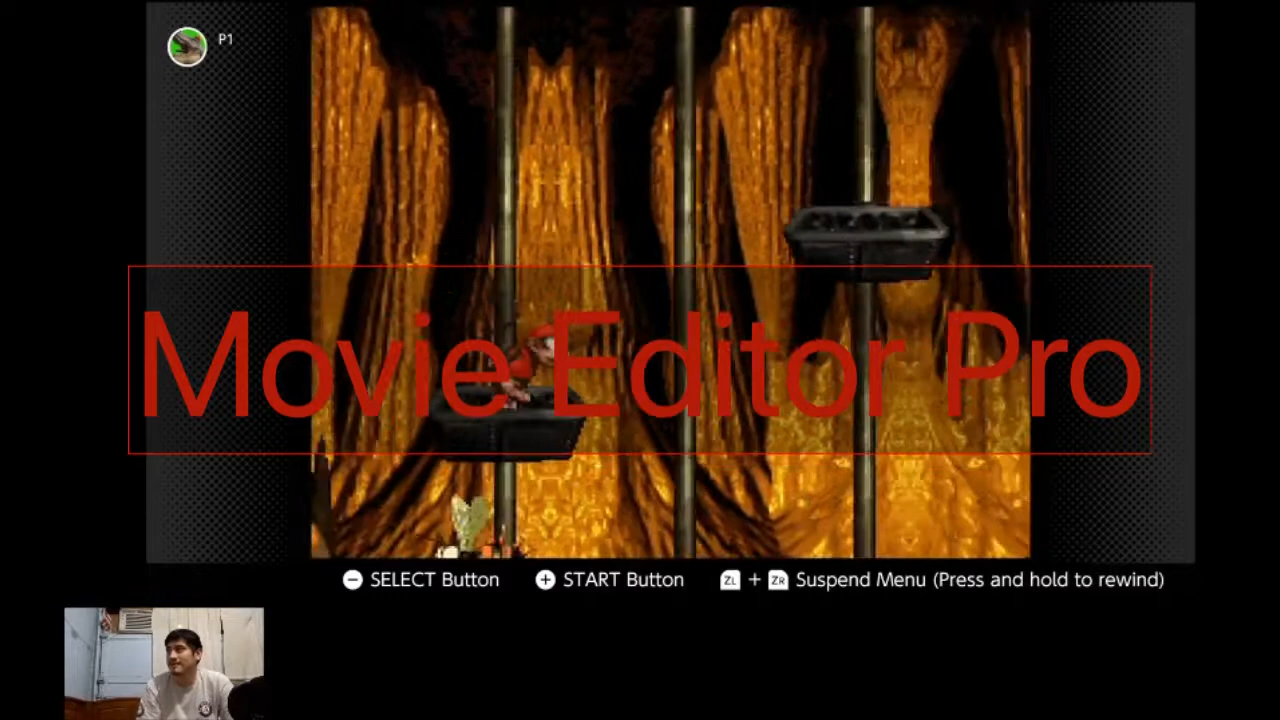 P1
Movie Editor Pro
SELECT Button START Button ZL + ZR Suspend Menu (Press and hold to rewind)